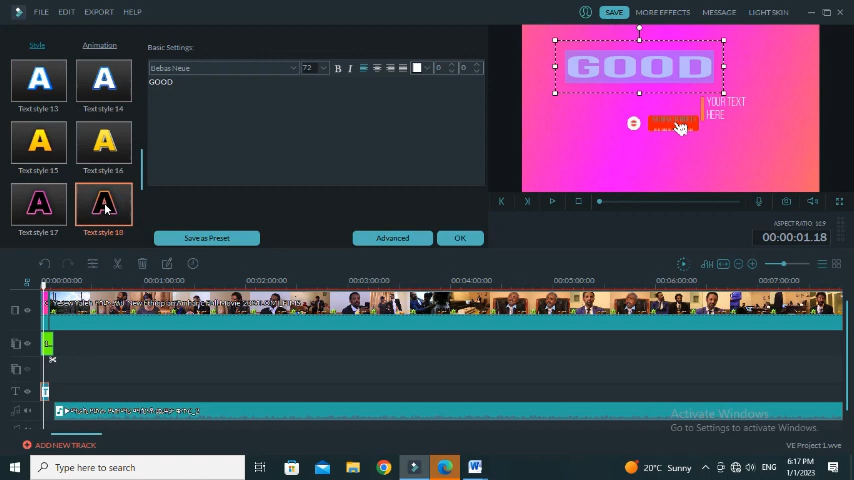 FILE EDIT EXPORT HELP
SAVE MORE EFFECTS MESSAGE LIGHT SKIN
Style Animation
Basic Settings:
Bebas Neue 72 B I 0 0
GOOD
GOOD
YOUR TEXT
HERE
Text style 13 Text style 14
Text style 15 Text style 16
Text style 17 Text style 18
Save as Preset Advanced OK
ASPECT RATIO: 16:9
00:00:01.18
00:00:00:00 00:01:00:00 00:02:00:00 00:03:00:00 00:04:00:00 00:05:00:00 00:06:00:00 00:07:00:00
ADD NEW TRACK
Activate Windows
Go to Settings to activate Windows.
VE Project 1.wve
Type here to search
20°C Sunny
ENG
6:17 PM
1/1/2023